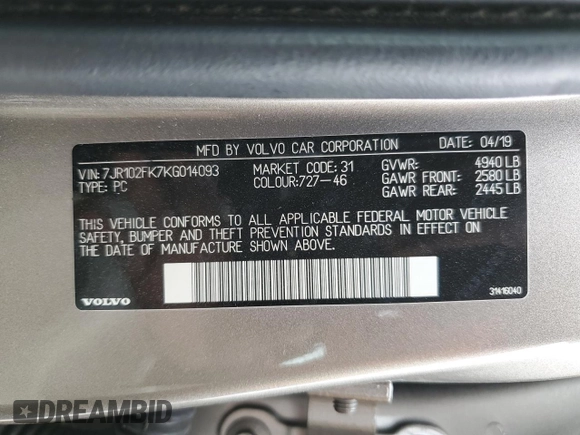 MFD BY VOLVO CAR CORPORATION DATE: 04/19
VIN: 7JR102FK7KG014093 MARKET CODE: 31 GVWR: 4940 LB
TYPE: PC COLOUR: 727-46 GAWR FRONT: 2580 LB
GAWR REAR: 2445 LB
THIS VEHICLE CONFORMS TO ALL APPLICABLE FEDERAL MOTOR VEHICLE
SAFETY, BUMPER AND THEFT PREVENTION STANDARDS IN EFFECT ON
THE DATE OF MANUFACTURE SHOWN ABOVE.
VOLVO
31416040
DREAMBID